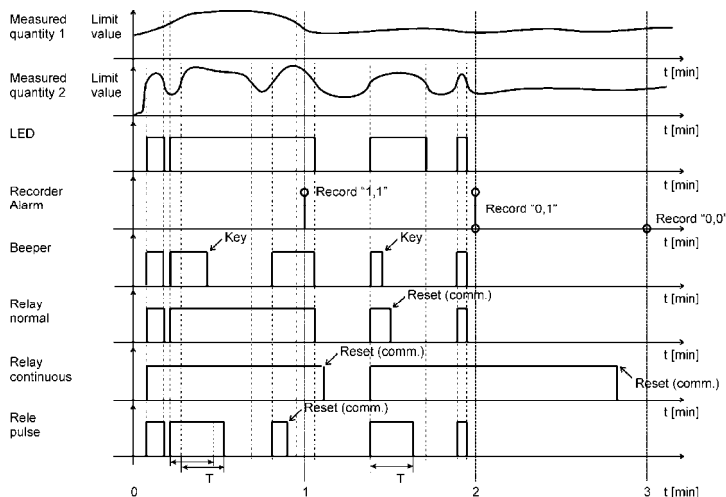 Measured quantity 1
Limit value
t [min]
Measured quantity 2
Limit value
t [min]
LED
t [min]
Recorder Alarm
Record "1,1"
Record "0,1"
Record "0,0"
t [min]
Beeper
Key
Key
t [min]
Relay normal
Reset (comm.)
t [min]
Relay continuous
Reset (comm.)
Reset (comm.)
t [min]
Rele pulse
Reset (comm.)
T
T
t [min]
0
1
2
3